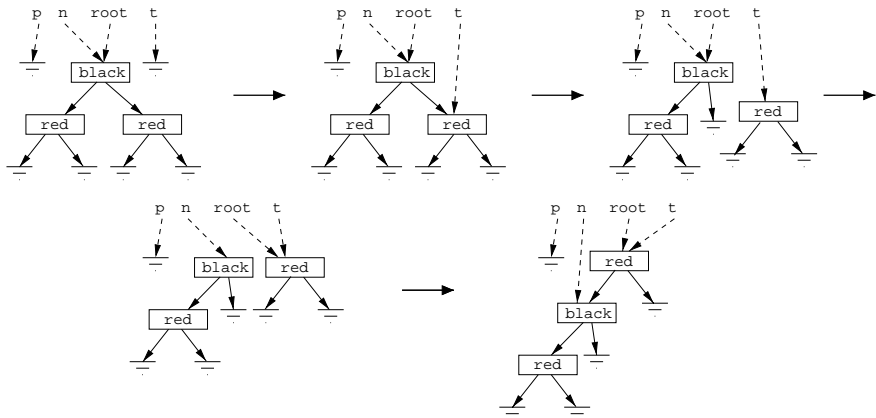 p n root t p n root t p n root t
black black black
red red red red red red
p n root t p n root t
black red red
red black
red